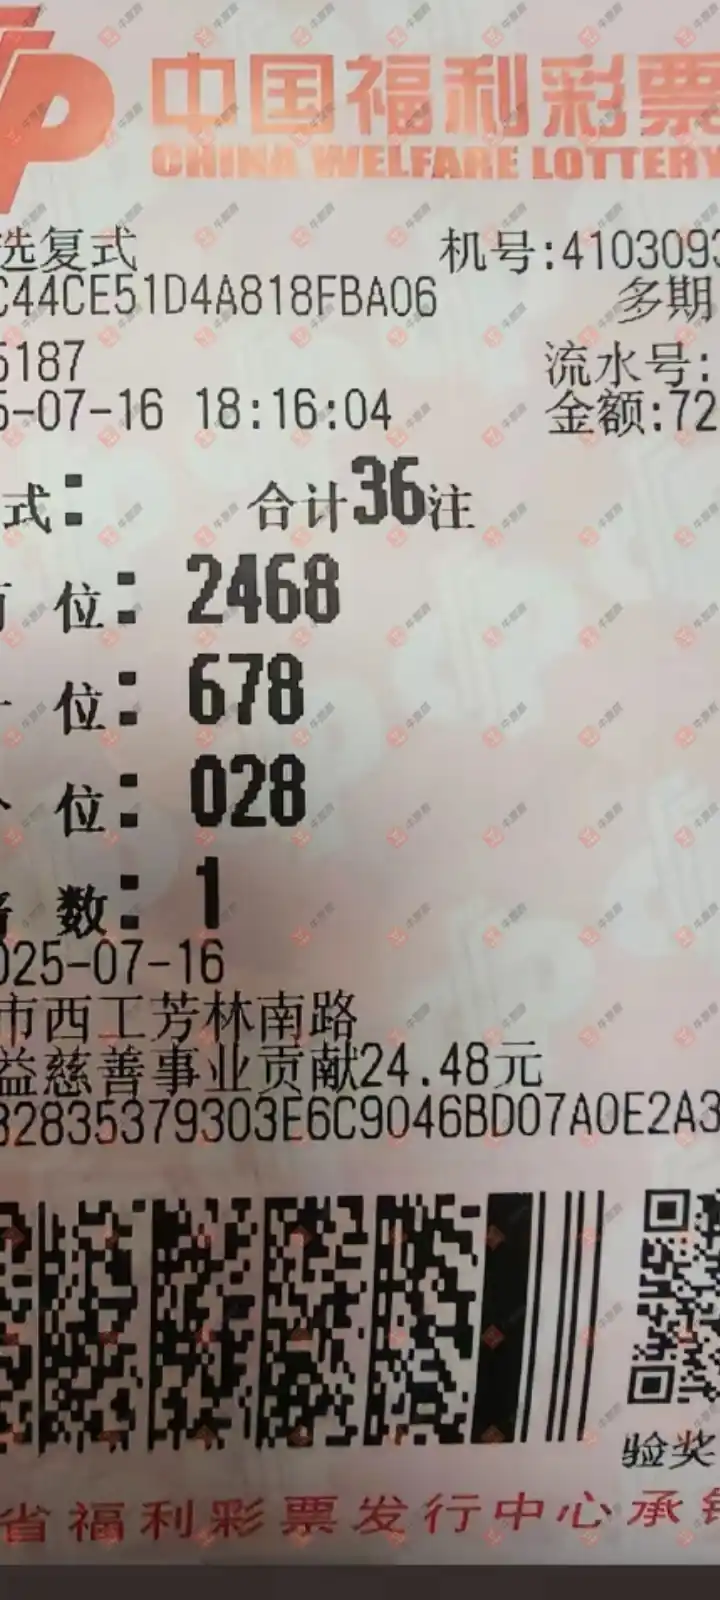 中国福利彩票
CHINA WELFARE LOTTERY
选复式 机号:4103093
C44CE51D4A818FBA06 多期
5187 流水号:
5-07-16 18:16:04 金额:72
式: 合计36注
位: 2468
位: 678
位: 028
数: 1
025-07-16
市西工芳林南路
益慈善事业贡献24.48元
32835379303E6C9046BD07A0E2A3
验奖
省福利彩票发行中心承销